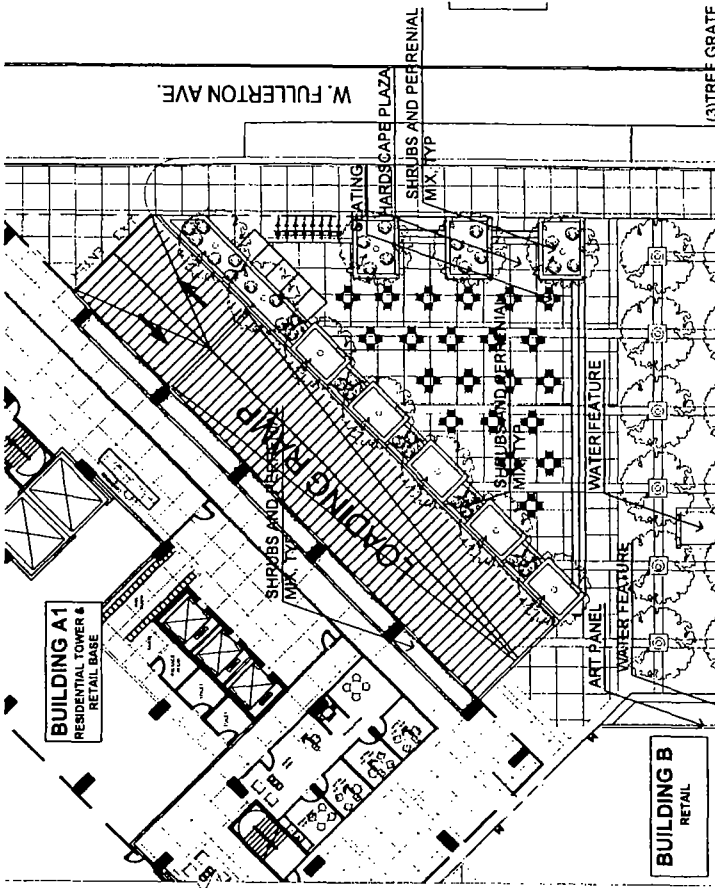 W. FULLERTON AVE.
SEATING
HARDSCAPE PLAZA
SHRUBS AND PERRENIAL
MIX, TYP
(3)TREE GRATE
LOADING RAMP
SHRUBS AND PERRENIAL
MIX, TYP
SHRUBS AND PERRENIAL
MIX, TYP
WATER FEATURE
WATER FEATURE
ART PANEL
BUILDING A1
RESIDENTIAL TOWER &
RETAIL BASE
BUILDING B
RETAIL